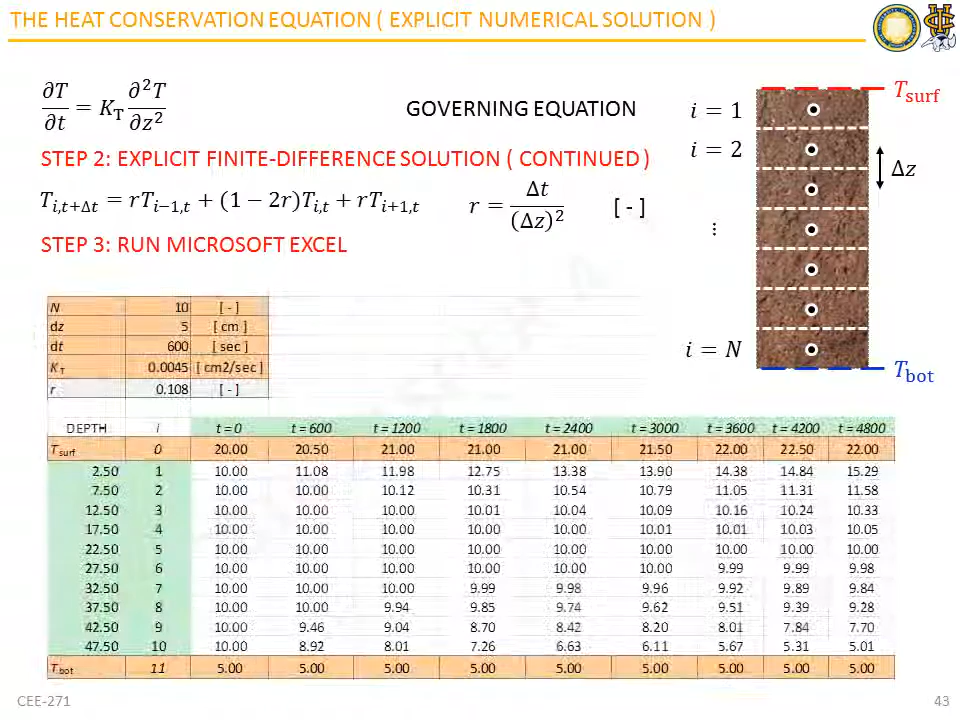 THE HEAT CONSERVATION EQUATION ( EXPLICIT NUMERICAL SOLUTION )
∂T/∂t = K_T ∂²T/∂z²
GOVERNING EQUATION
STEP 2: EXPLICIT FINITE-DIFFERENCE SOLUTION ( CONTINUED )
T_{i,t+Δt} = rT_{i−1,t} + (1 − 2r)T_{i,t} + rT_{i+1,t}
r = Δt/(Δz)² [ - ]
STEP 3: RUN MICROSOFT EXCEL
T_surf
i = 1
i = 2
Δz
⋮
i = N
T_bot
N 10 [ - ]
dz 5 [ cm ]
dt 600 [ sec ]
K_T 0.0045 [ cm2/sec ]
r 0.108 [ - ]
DEPTH i t = 0 t = 600 t = 1200 t = 1800 t = 2400 t = 3000 t = 3600 t = 4200 t = 4800
T_surf 0 20.00 20.50 21.00 21.00 21.00 21.50 22.00 22.50 22.00
2.50 1 10.00 11.08 11.98 12.75 13.38 13.90 14.38 14.84 15.29
7.50 2 10.00 10.00 10.12 10.31 10.54 10.79 11.05 11.31 11.58
12.50 3 10.00 10.00 10.00 10.01 10.04 10.09 10.16 10.24 10.33
17.50 4 10.00 10.00 10.00 10.00 10.00 10.01 10.01 10.03 10.05
22.50 5 10.00 10.00 10.00 10.00 10.00 10.00 10.00 10.00 10.00
27.50 6 10.00 10.00 10.00 10.00 10.00 10.00 9.99 9.99 9.98
32.50 7 10.00 10.00 10.00 9.99 9.98 9.96 9.92 9.89 9.84
37.50 8 10.00 10.00 9.94 9.85 9.74 9.62 9.51 9.39 9.28
42.50 9 10.00 9.46 9.04 8.70 8.42 8.20 8.01 7.84 7.70
47.50 10 10.00 8.92 8.01 7.26 6.63 6.11 5.67 5.31 5.01
T_bot 11 5.00 5.00 5.00 5.00 5.00 5.00 5.00 5.00 5.00
CEE-271
43